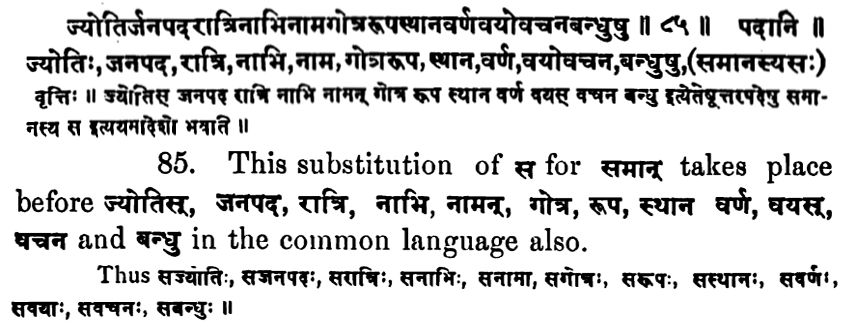 ज्योतिर्जनपदरात्रिनाभिनामगोत्ररूपस्थानवर्णवयोवचनबन्धुषु ॥ ८५ ॥ पदानि ॥
ज्योतिः, जनपद, रात्रि, नाभि, नाम, गोत्ररूप, स्थान, वर्ण, वयोवचन, बन्धुषु, (समानस्यसः)
वृत्तिः ॥ ज्योतिस् जनपद रात्रि नाभि नामन् गोत्र रूप स्थान वर्ण वयस् वचन बन्धु इत्येतेषूत्तरपदेषु समा-
नस्य स इत्ययमादेशो भवति ॥
85. This substitution of स for समान् takes place
before ज्योतिस्, जनपद, रात्रि, नाभि, नामन्, गोत्र, रूप, स्थान वर्ण, वयस्,
वचन and बन्धु in the common language also.
Thus सज्योतिः, सजनपदः, सरात्रिः, सनाभिः, सनामा, सगोत्रः, सरूपः, सस्थानः, सवर्णः,
सवयाः, सवचनः, सबन्धुः ॥